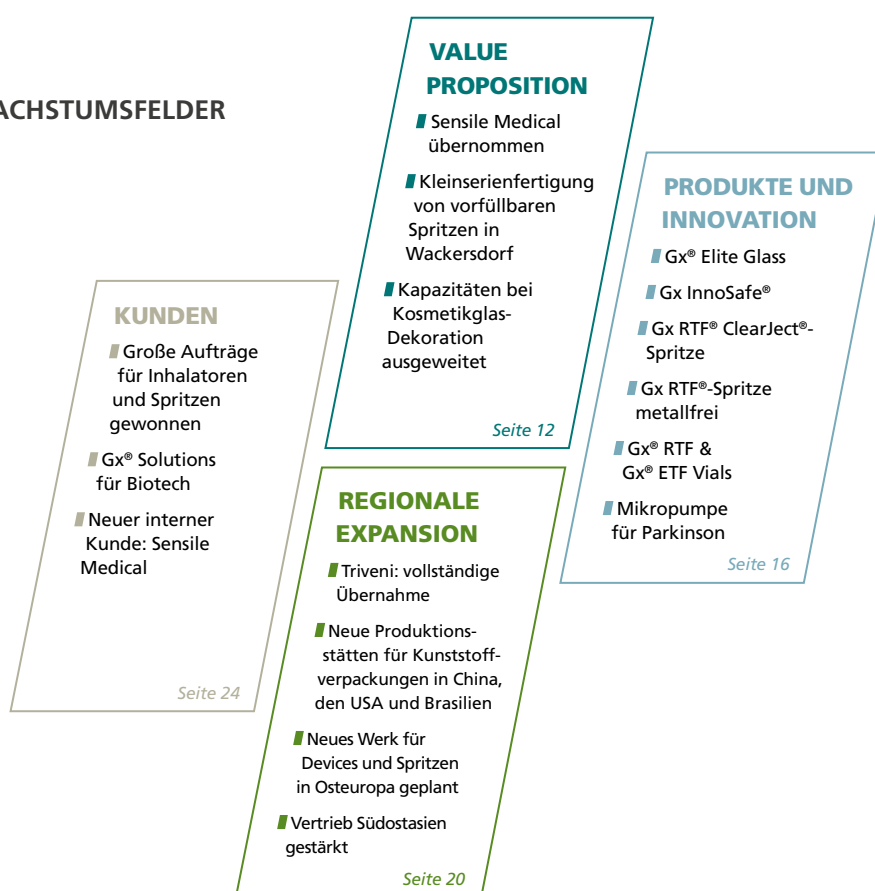 ACHSTUMSFELDER
VALUE
PROPOSITION
Sensile Medical
übernommen
Kleinserienfertigung
von vorfüllbaren
Spritzen in
Wackersdorf
Kapazitäten bei
Kosmetikglas-
Dekoration
ausgeweitet
Seite 12
PRODUKTE UND
INNOVATION
Gx® Elite Glass
Gx InnoSafe®
Gx RTF® ClearJect®-
Spritze
Gx RTF®-Spritze
metallfrei
Gx® RTF &
Gx® ETF Vials
Mikropumpe
für Parkinson
Seite 16
KUNDEN
Große Aufträge
für Inhalatoren
und Spritzen
gewonnen
Gx® Solutions
für Biotech
Neuer interner
Kunde: Sensile
Medical
Seite 24
REGIONALE
EXPANSION
Triveni: vollständige
Übernahme
Neue Produktions-
stätten für Kunststoff-
verpackungen in China,
den USA und Brasilien
Neues Werk für
Devices und Spritzen
in Osteuropa geplant
Vertrieb Südostasien
gestärkt
Seite 20